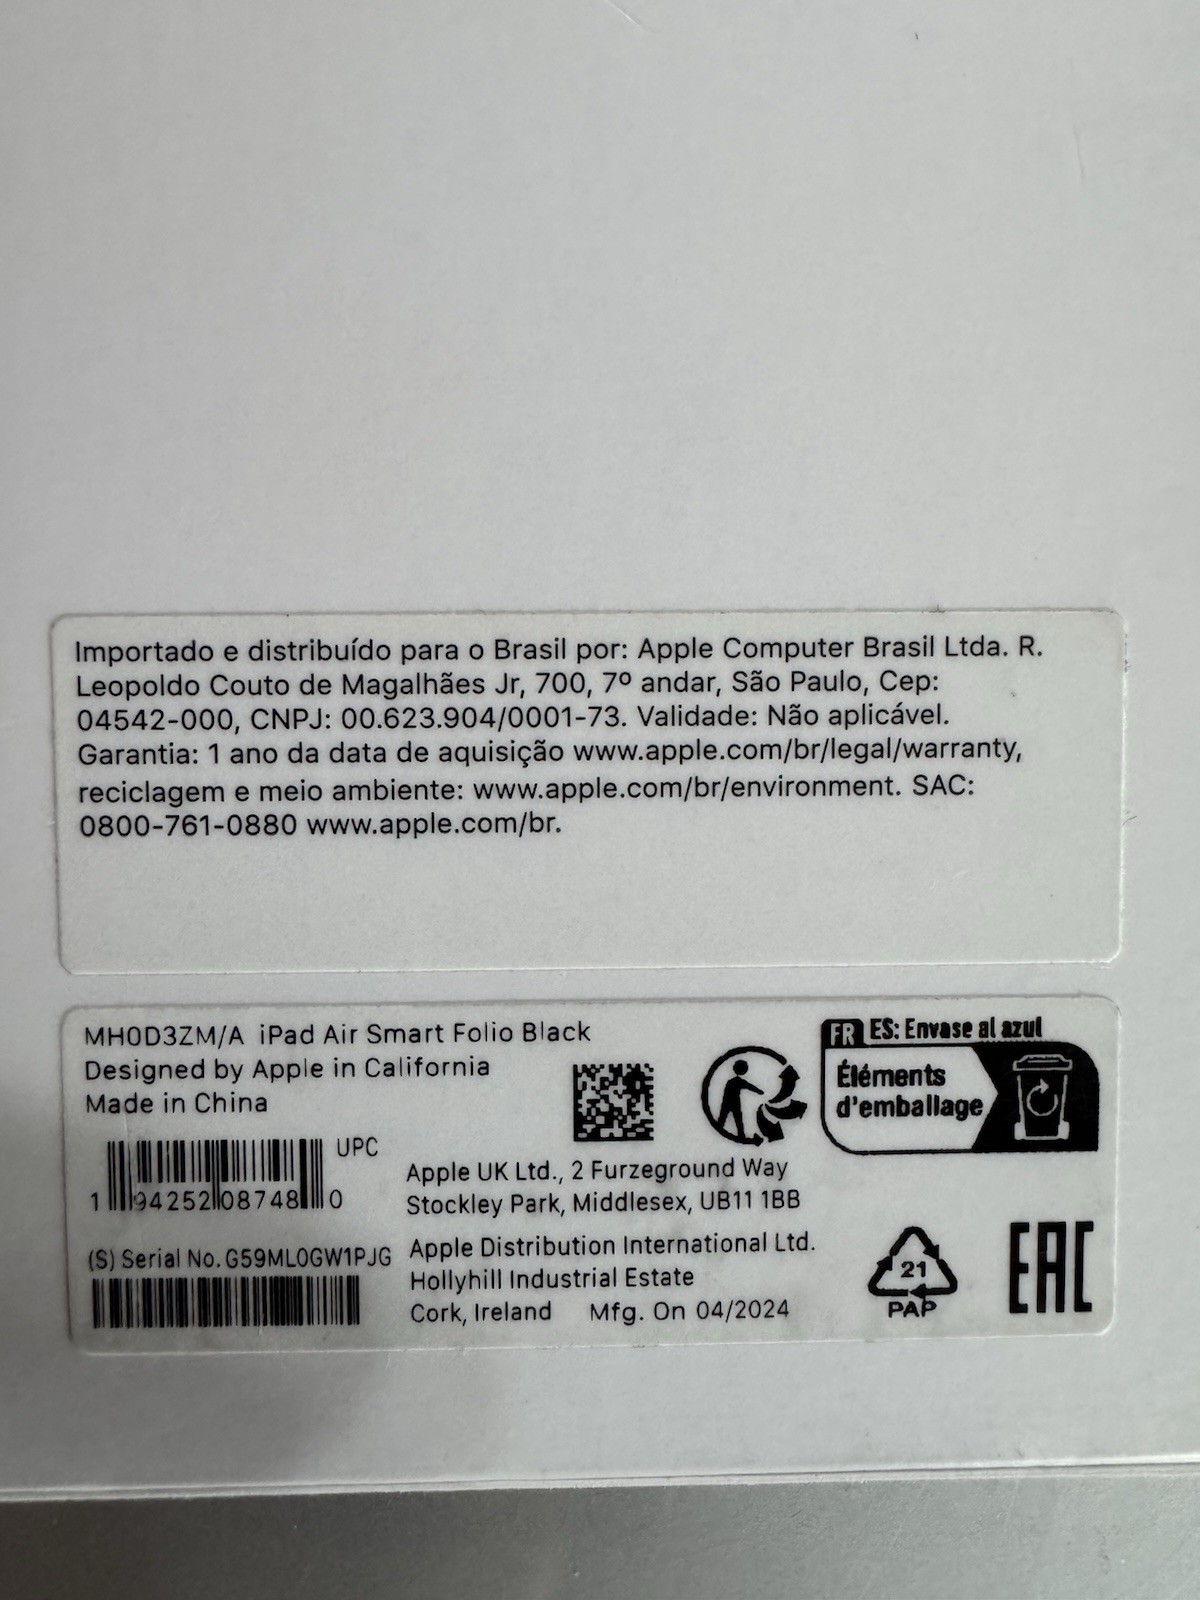 Importado e distribuído para o Brasil por: Apple Computer Brasil Ltda. R.
Leopoldo Couto de Magalhães Jr, 700, 7º andar, São Paulo, Cep:
04542-000, CNPJ: 00.623.904/0001-73. Validade: Não aplicável.
Garantia: 1 ano da data de aquisição www.apple.com/br/legal/warranty,
reciclagem e meio ambiente: www.apple.com/br/environment. SAC:
0800-761-0880 www.apple.com/br.
MH0D3ZM/A iPad Air Smart Folio Black
Designed by Apple in California
Made in China
UPC
1 94252 08748 0
(S) Serial No. G59ML0GW1PJG
Apple UK Ltd., 2 Furzeground Way
Stockley Park, Middlesex, UB11 1BB
Apple Distribution International Ltd.
Hollyhill Industrial Estate
Cork, Ireland Mfg. On 04/2024
FR ES: Envase al azul
Éléments
d'emballage
21
PAP
EAC